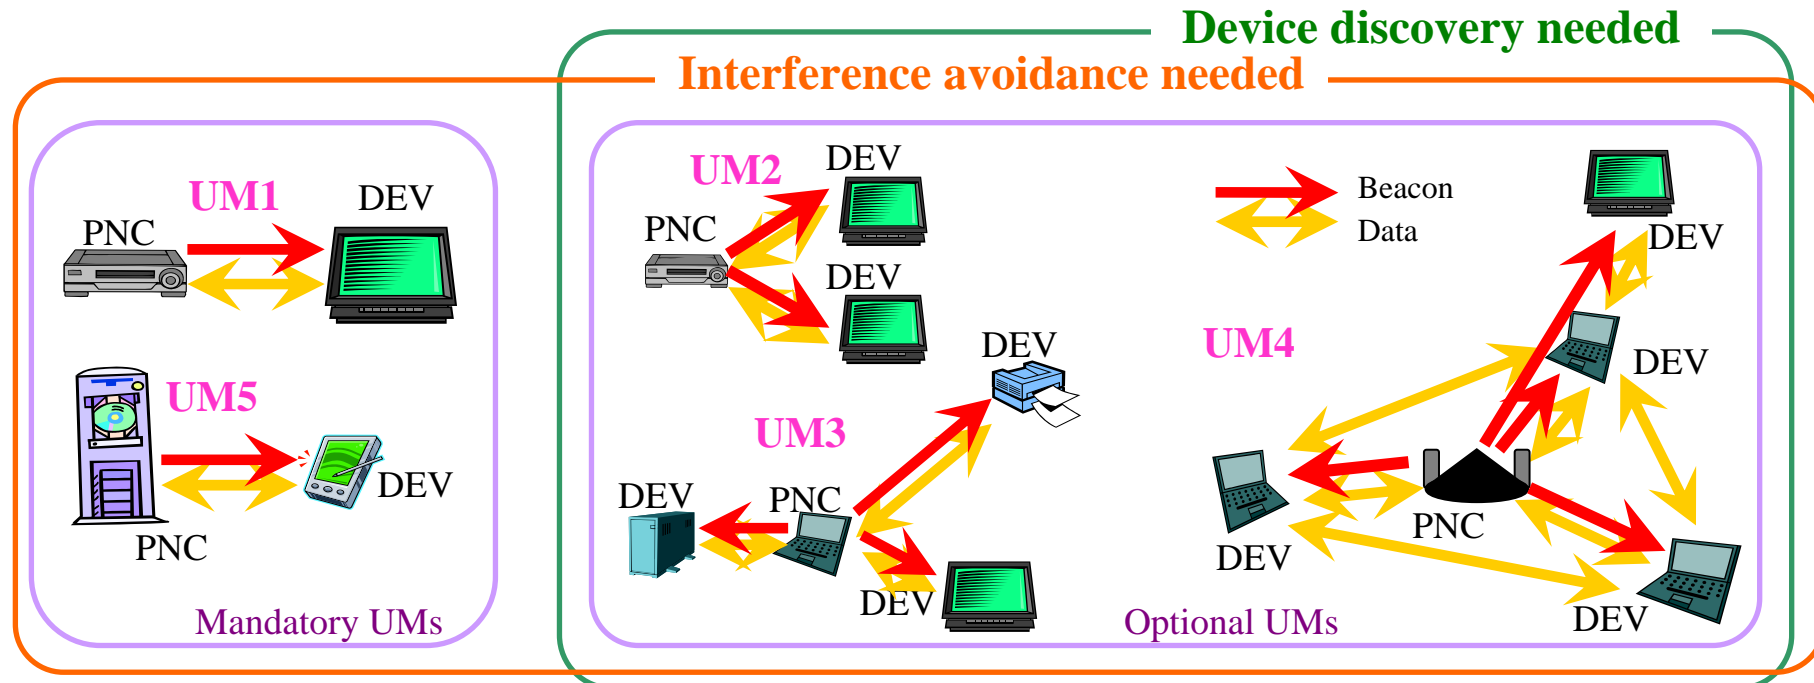 Device discovery needed
Interference avoidance needed
UM1
DEV
PNC
UM5
DEV
PNC
Mandatory UMs
UM2
DEV
PNC
DEV
DEV
UM3
DEV
PNC
DEV
Beacon
Data
DEV
UM4
DEV
PNC
DEV
DEV
Optional UMs